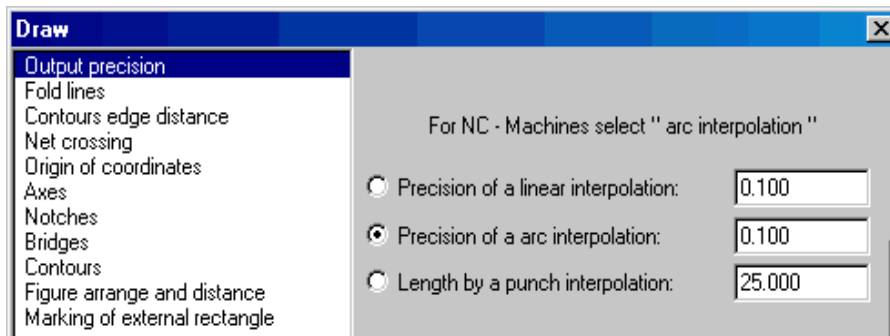 Draw
Output precision
Fold lines
Contours edge distance
Net crossing
Origin of coordinates
Axes
Notches
Bridges
Contours
Figure arrange and distance
Marking of external rectangle
For NC - Machines select " arc interpolation "
Precision of a linear interpolation: 0.100
Precision of a arc interpolation: 0.100
Length by a punch interpolation: 25.000